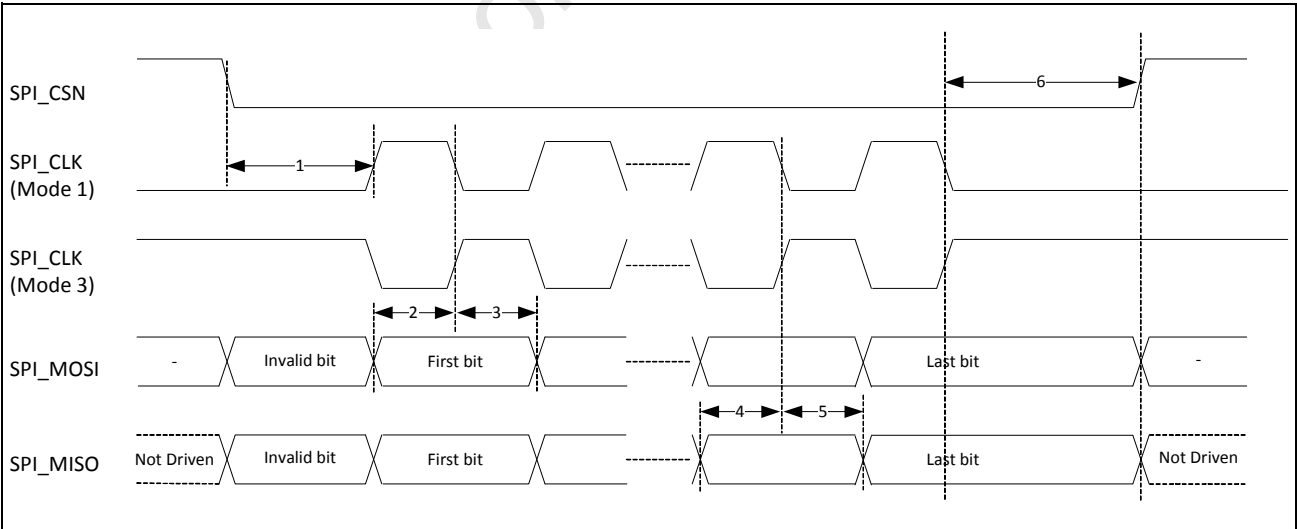 SPI_CSN
6
SPI_CLK
(Mode 1)
1
SPI_CLK
(Mode 3)
2
3
SPI_MOSI
-
Invalid bit
First bit
Last bit
-
4
5
SPI_MISO
Not Driven
Invalid bit
First bit
Last bit
Not Driven